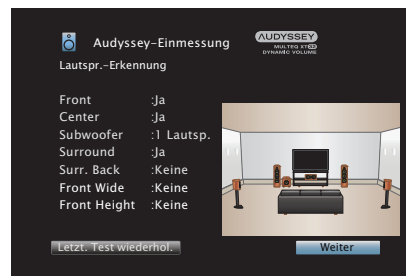 Audyssey-Einmessung
AUDYSSEY
MULTEQ XT32
DYNAMIC VOLUME
Lautspr.-Erkennung
Front :Ja
Center :Ja
Subwoofer :1 Lautsp.
Surround :Ja
Surr. Back :Keine
Front Wide :Keine
Front Height :Keine
Letzt. Test wiederhol.
Weiter